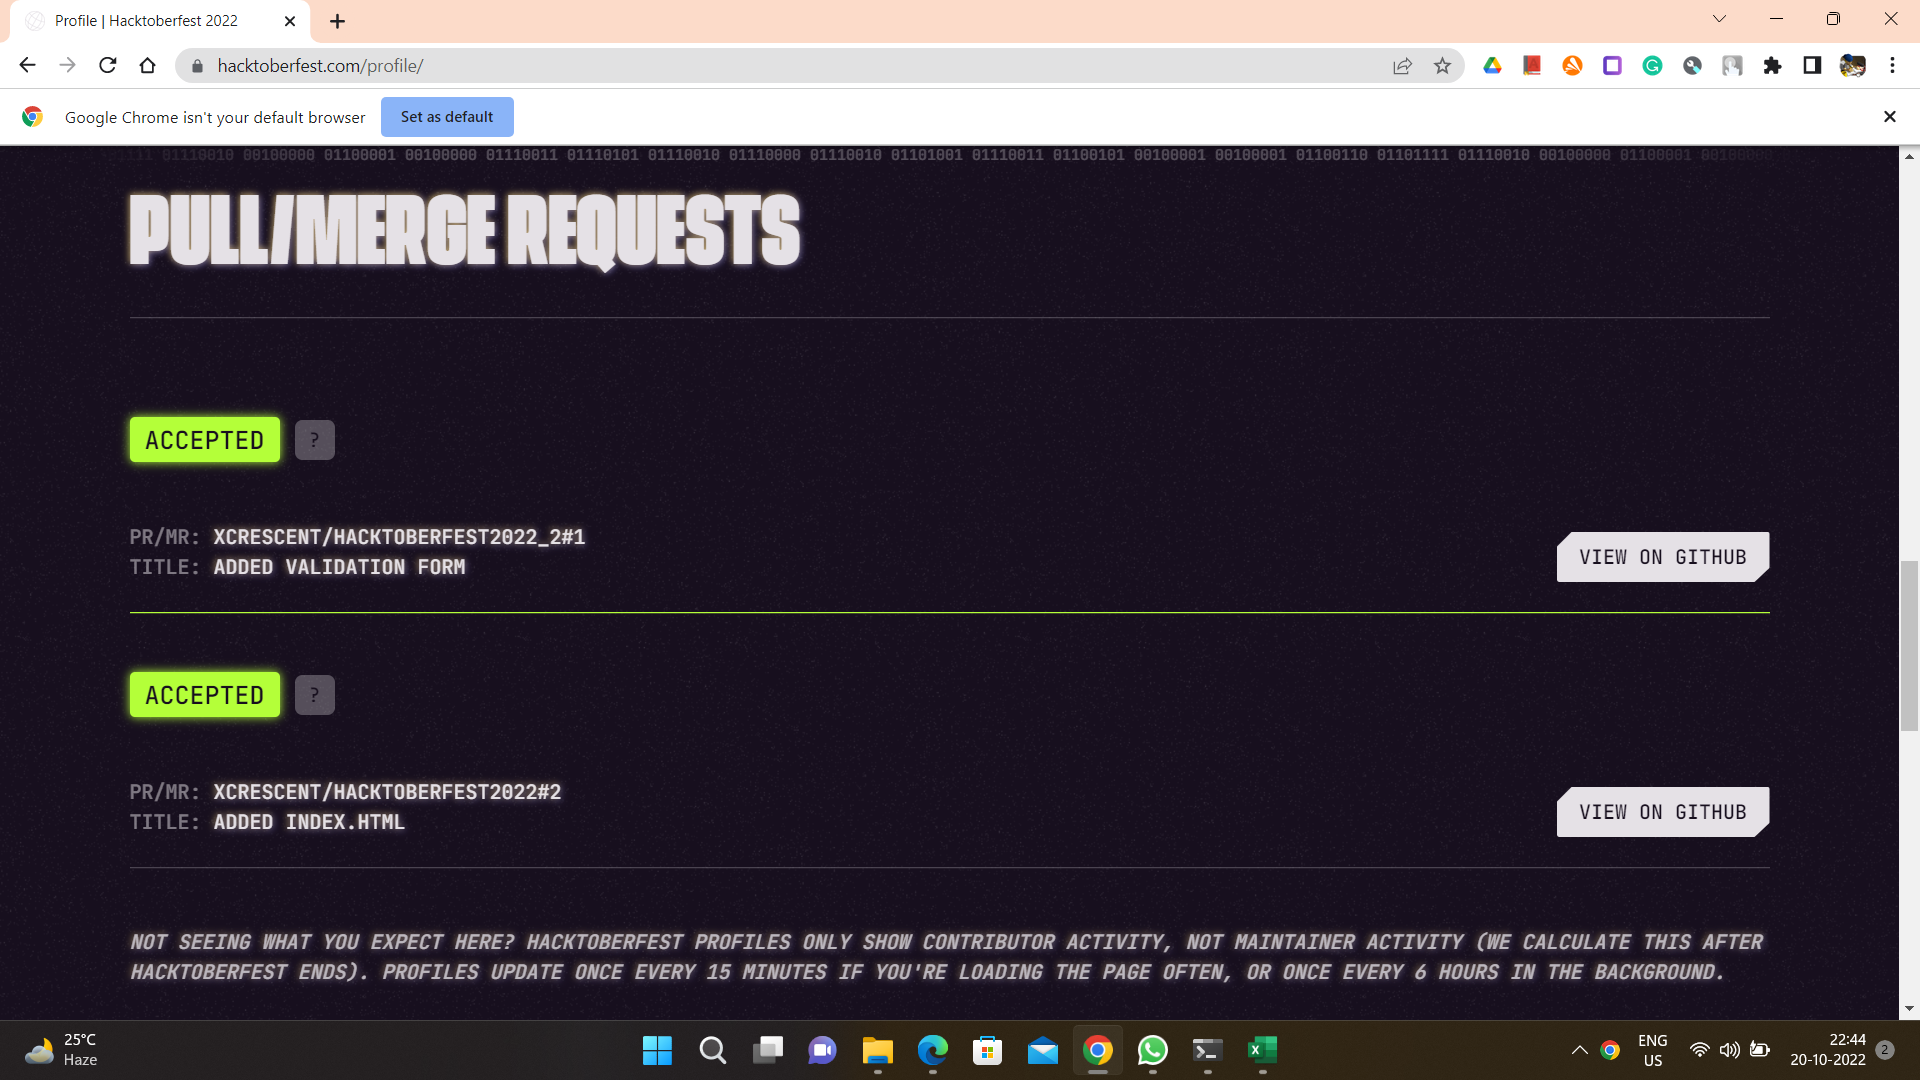 Profile | Hacktoberfest 2022
hacktoberfest.com/profile/
Google Chrome isn't your default browser
Set as default
01110010 00100000 01100001 00100000 01110011 01110101 01110010 01110000 01110010 01101001 01110011 01100101 00100001 00100001 01100110 01101111 01110010 00100000 01100001
PULL/MERGE REQUESTS
ACCEPTED ?
PR/MR: XCRESCENT/HACKTOBERFEST2022_2#1
TITLE: ADDED VALIDATION FORM
VIEW ON GITHUB
ACCEPTED ?
PR/MR: XCRESCENT/HACKTOBERFEST2022#2
TITLE: ADDED INDEX.HTML
VIEW ON GITHUB
NOT SEEING WHAT YOU EXPECT HERE? HACKTOBERFEST PROFILES ONLY SHOW CONTRIBUTOR ACTIVITY, NOT MAINTAINER ACTIVITY (WE CALCULATE THIS AFTER
HACKTOBERFEST ENDS). PROFILES UPDATE ONCE EVERY 15 MINUTES IF YOU'RE LOADING THE PAGE OFTEN, OR ONCE EVERY 6 HOURS IN THE BACKGROUND.
25°C
Haze
ENG
US
22:44
20-10-2022
2